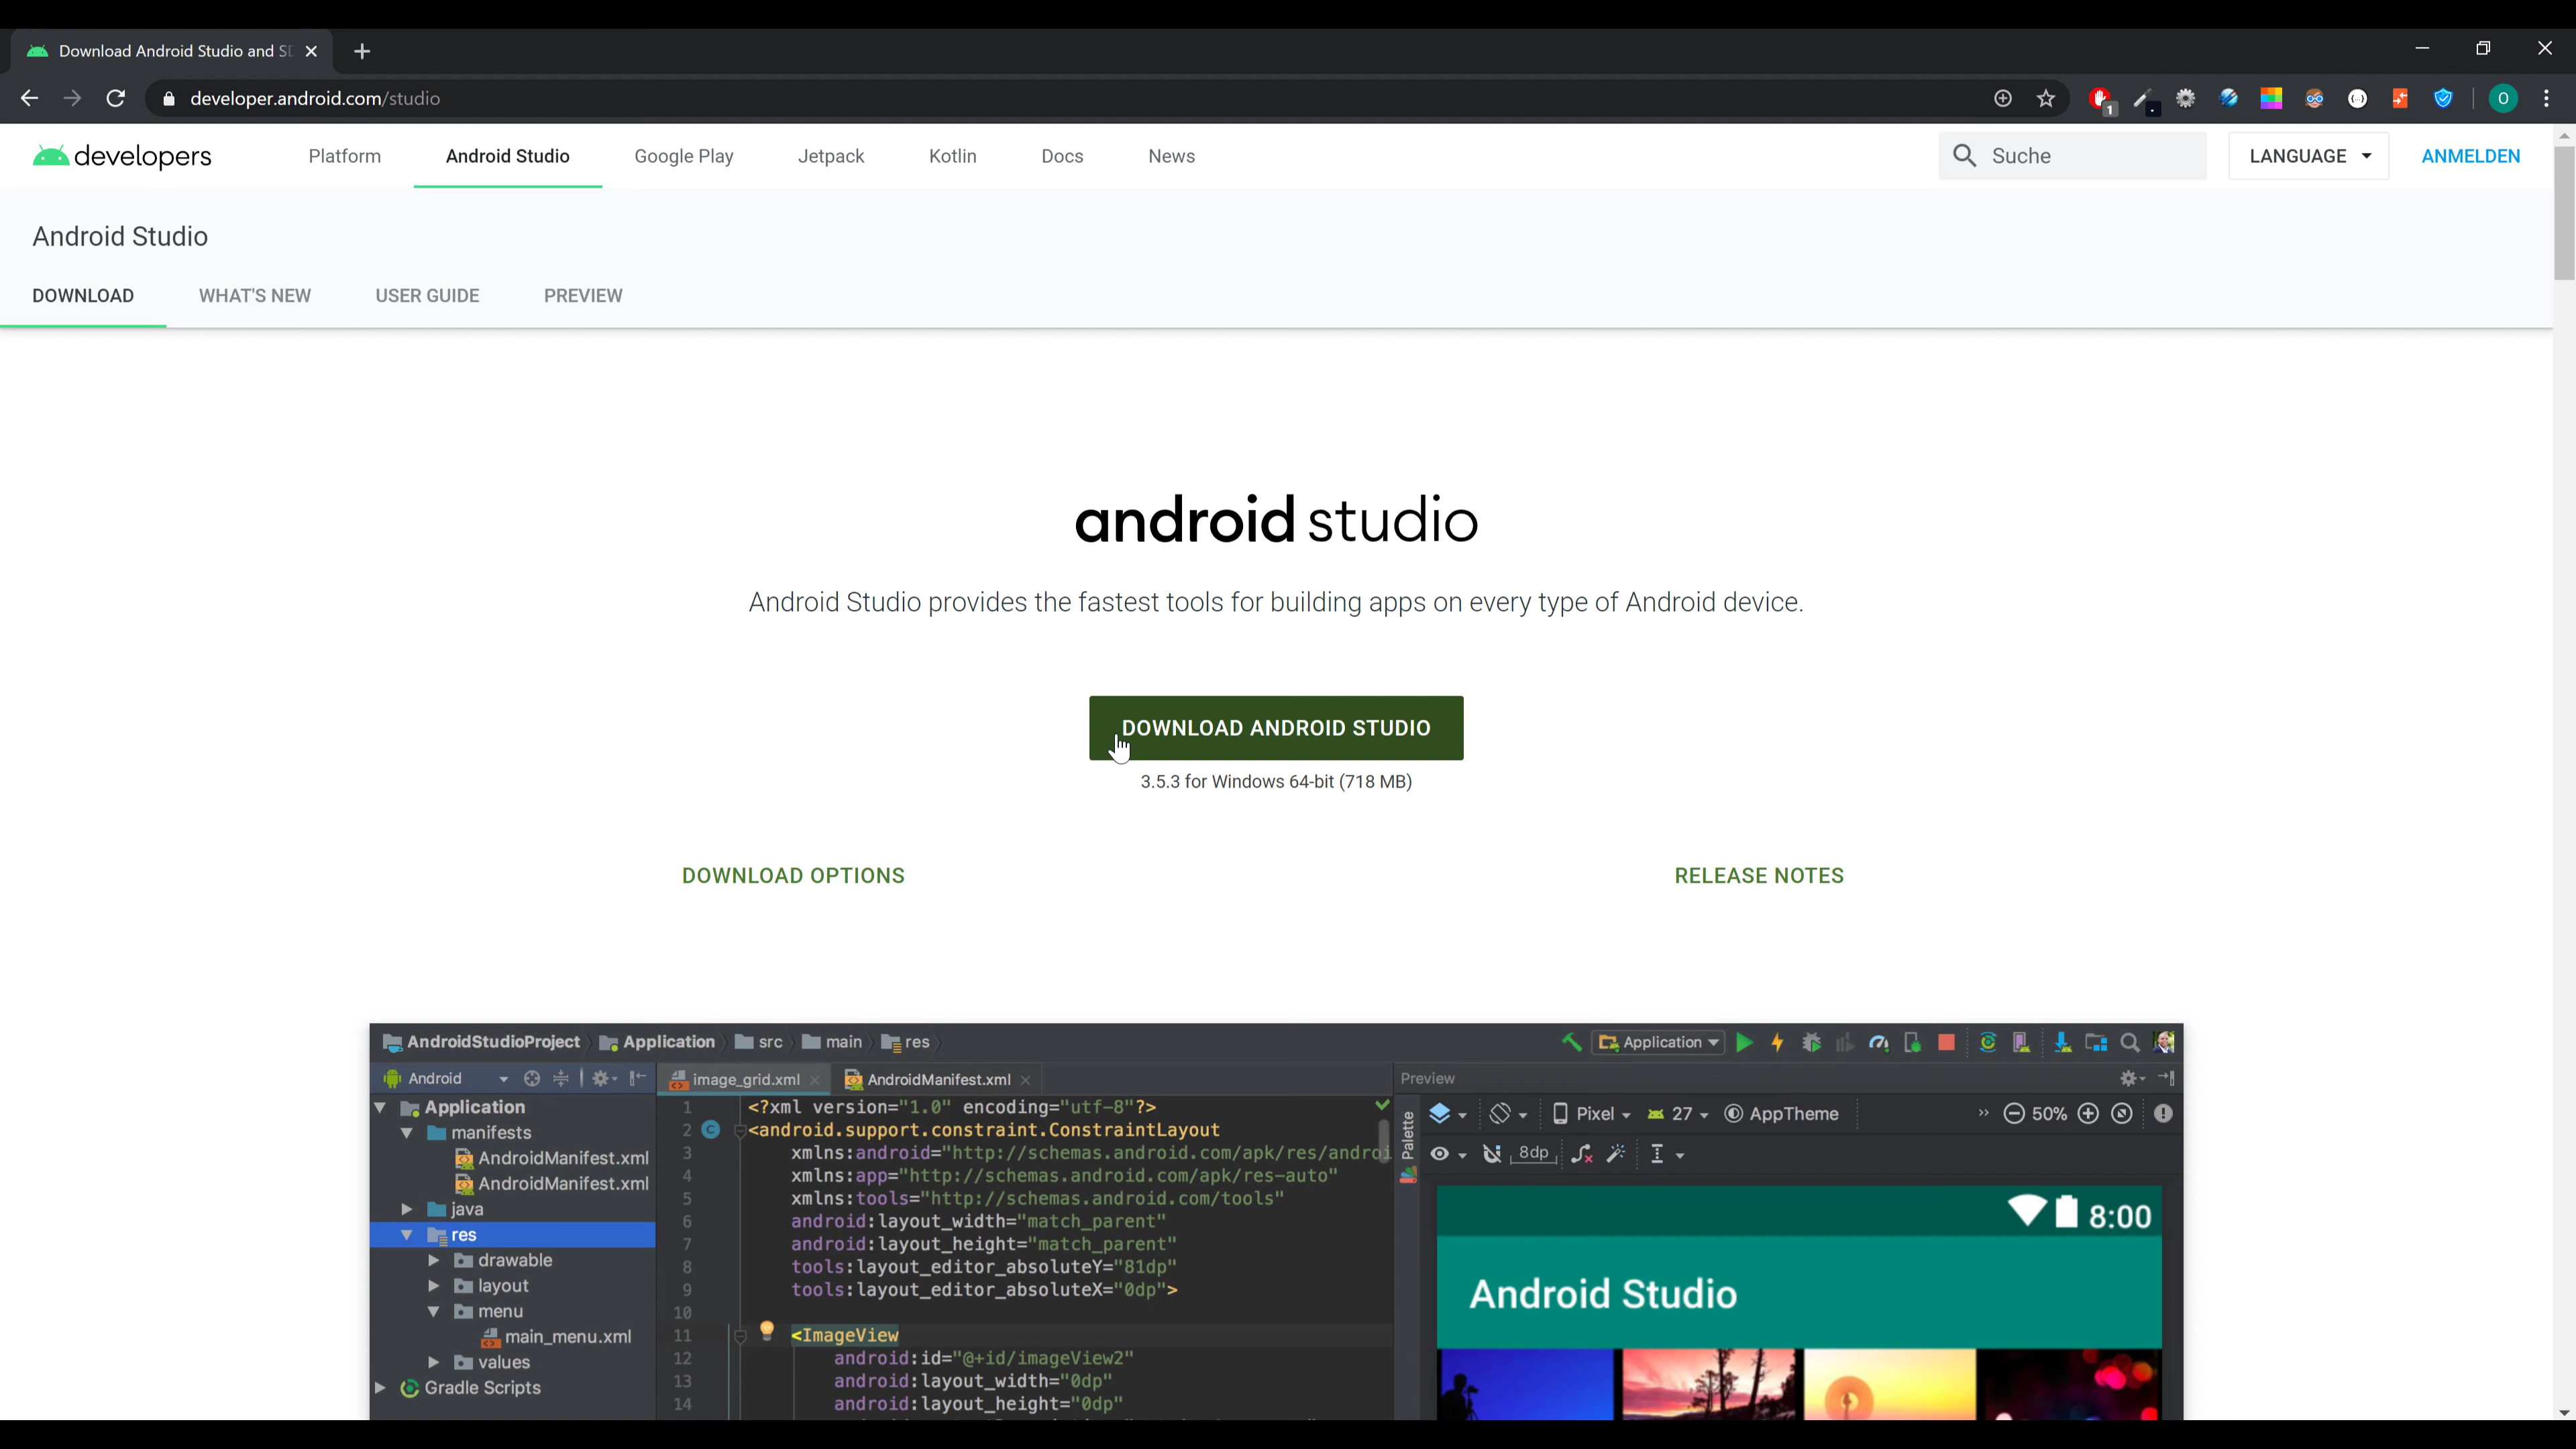 Download Android Studio and SD
developer.android.com/studio
1
O
developers
Platform
Android Studio
Google Play
Jetpack
Kotlin
Docs
News
Suche
LANGUAGE
ANMELDEN
Android Studio
DOWNLOAD
WHAT'S NEW
USER GUIDE
PREVIEW
android studio
Android Studio provides the fastest tools for building apps on every type of Android device.
DOWNLOAD ANDROID STUDIO
3.5.3 for Windows 64-bit (718 MB)
DOWNLOAD OPTIONS
RELEASE NOTES
AndroidStudioProject
Application
src
main
res
Application
Android
image_grid.xml
AndroidManifest.xml
Preview
Application
manifests
AndroidManifest.xml
AndroidManifest.xml
java
res
drawable
layout
menu
main_menu.xml
values
Gradle Scripts
1 <?xml version="1.0" encoding="utf-8"?>
2 <android.support.constraint.ConstraintLayout
3 xmlns:android="http://schemas.android.com/apk/res/androi
4 xmlns:app="http://schemas.android.com/apk/res-auto"
5 xmlns:tools="http://schemas.android.com/tools"
6 android:layout_width="match_parent"
7 android:layout_height="match_parent"
8 tools:layout_editor_absoluteY="81dp"
9 tools:layout_editor_absoluteX="0dp">
10
11 <ImageView
12 android:id="@+id/imageView2"
13 android:layout_width="0dp"
14 android:layout_height="0dp"
Palette
Pixel
27
AppTheme
50%
8dp
8:00
Android Studio